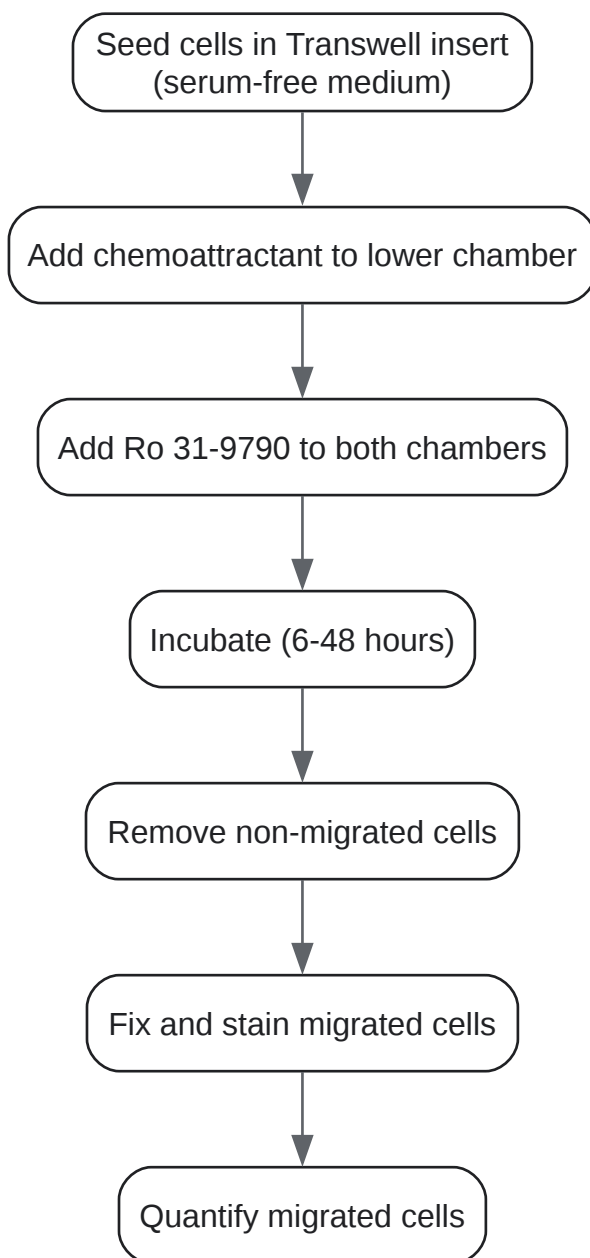 Seed cells in Transwell insert
(serum-free medium)
Add chemoattractant to lower chamber
Add Ro 31-9790 to both chambers
Incubate (6-48 hours)
Remove non-migrated cells
Fix and stain migrated cells
Quantify migrated cells